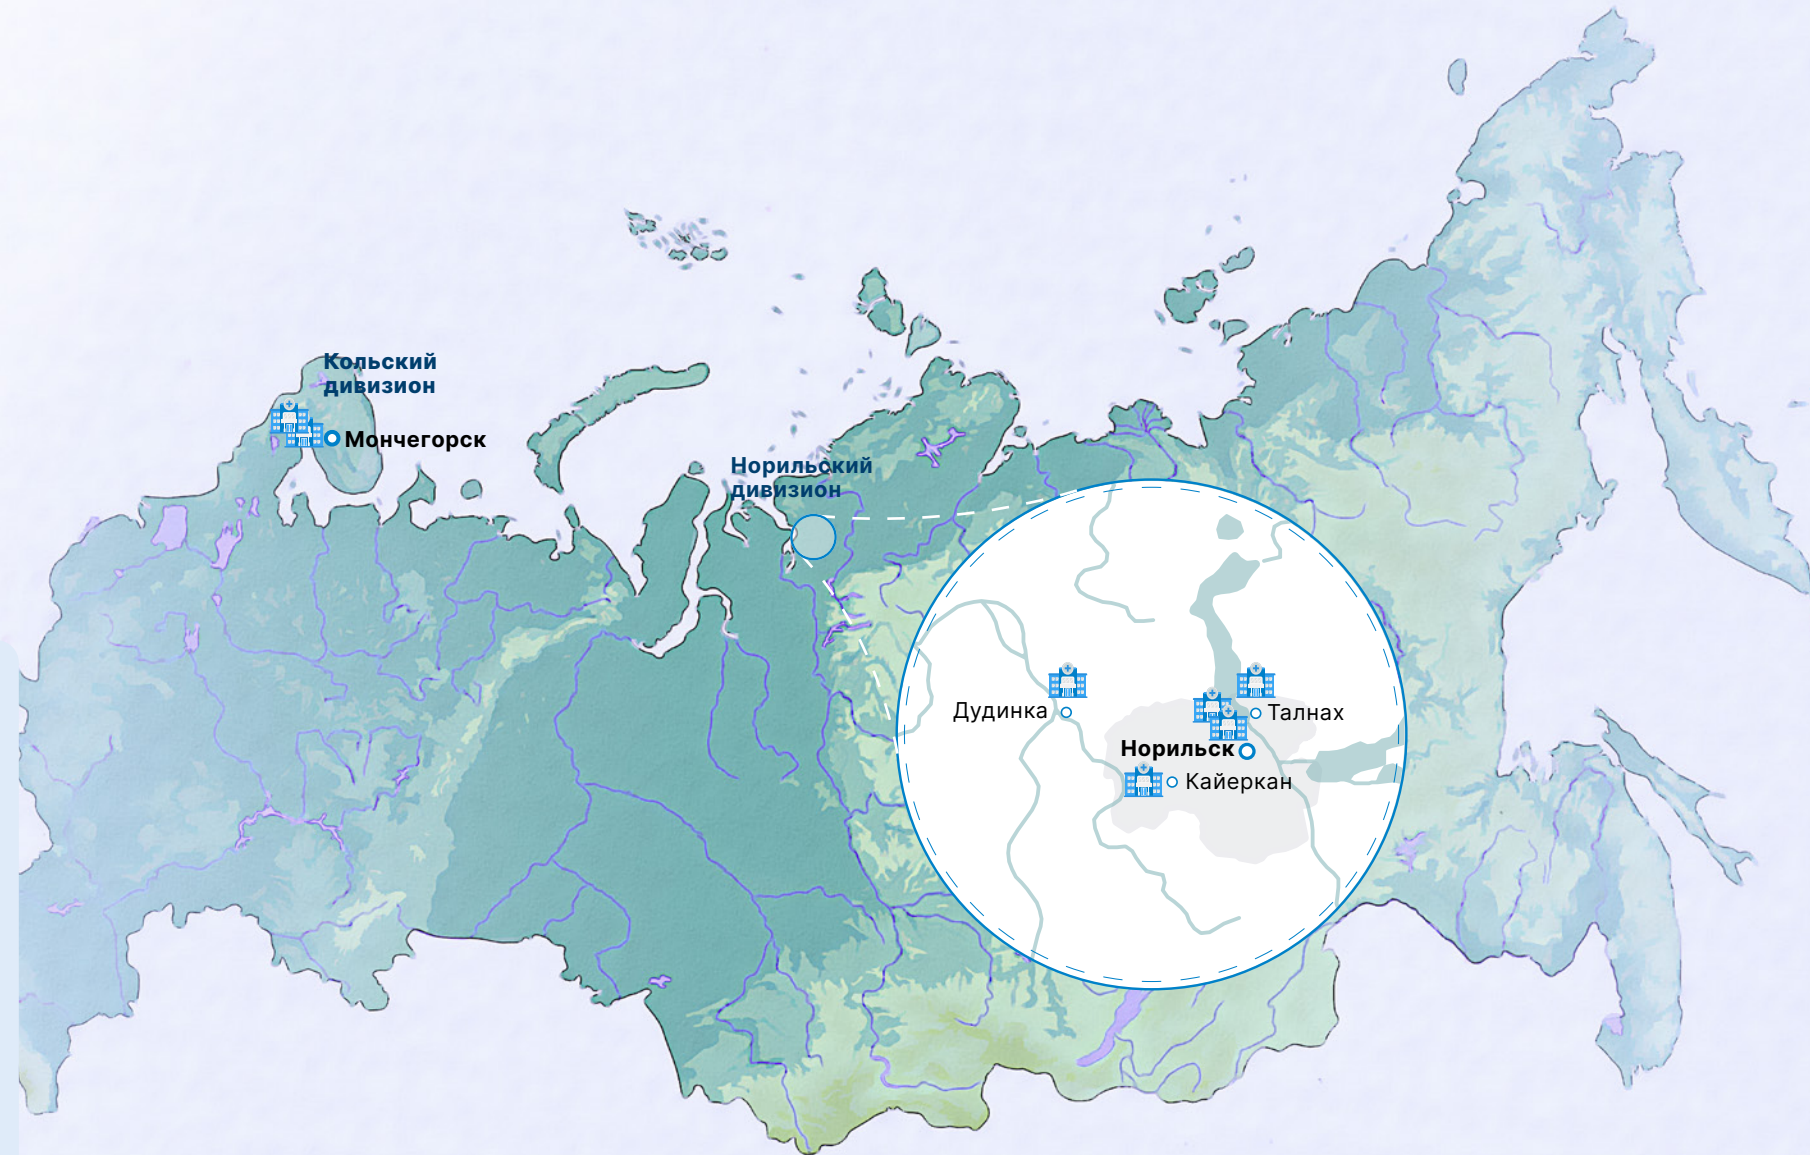 Кольский
дивизион
Мончегорск
Норильский
дивизион
Дудинка
Талнах
Норильск
Кайеркан